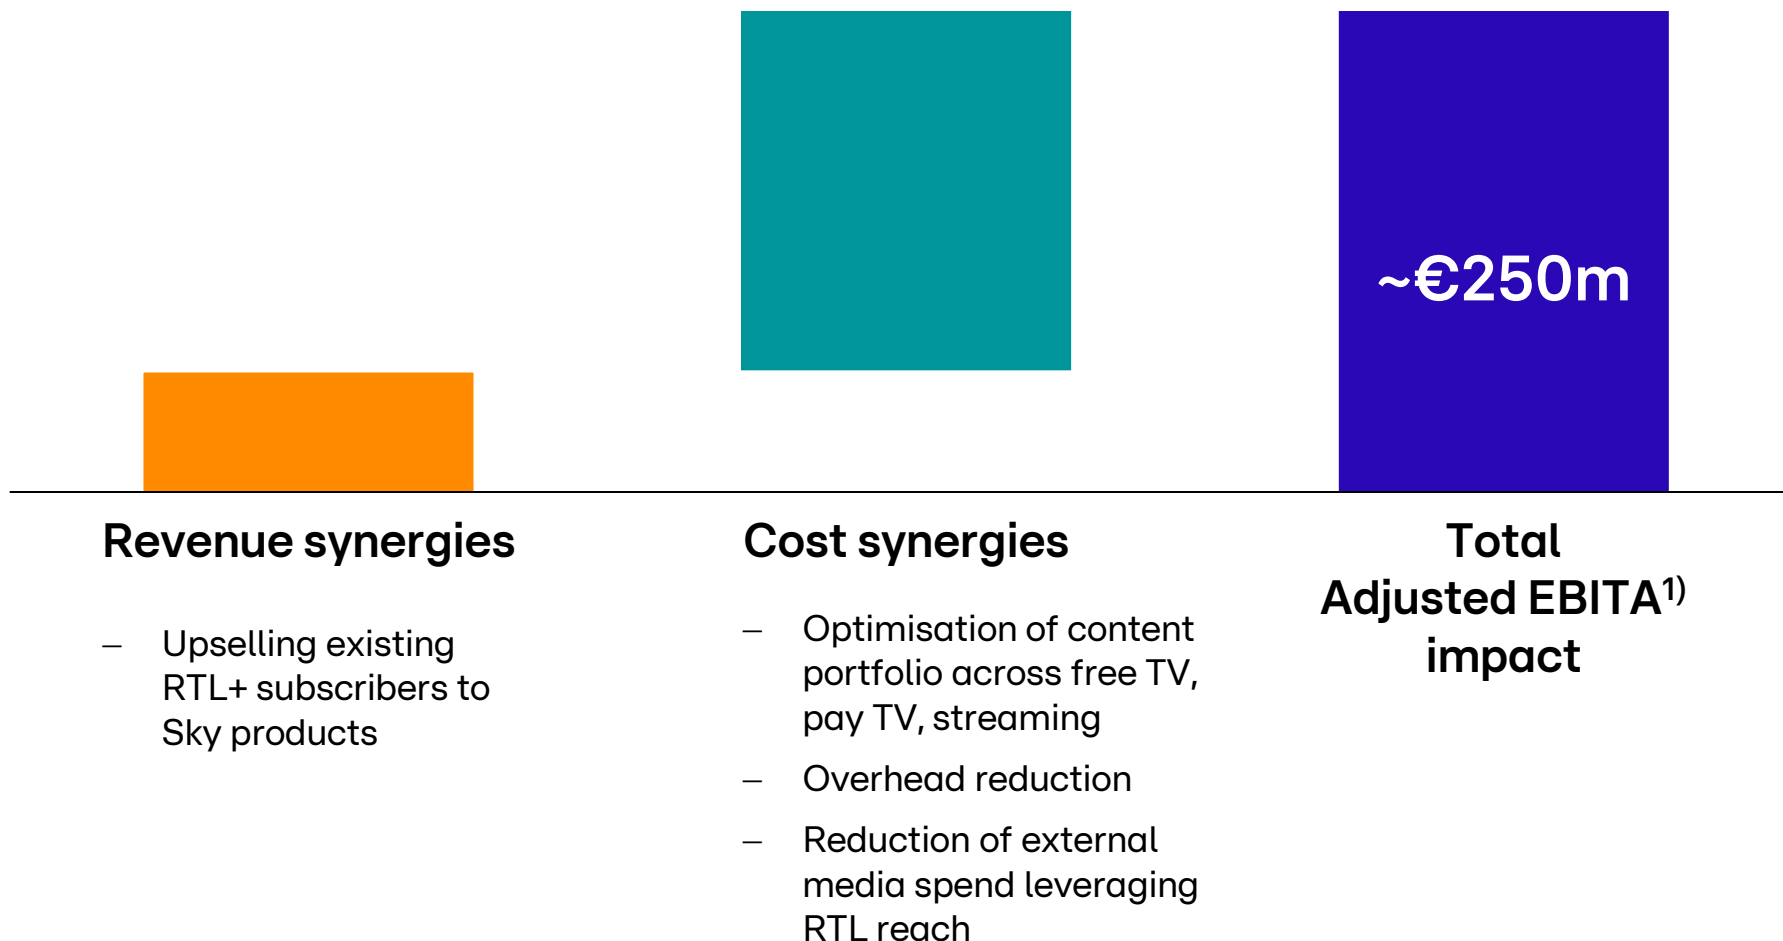 ~€250m
Revenue synergies
– Upselling existing
RTL+ subscribers to
Sky products
Cost synergies
– Optimisation of content
portfolio across free TV,
pay TV, streaming
– Overhead reduction
– Reduction of external
media spend leveraging
RTL reach
Total
Adjusted EBITA¹⁾
impact